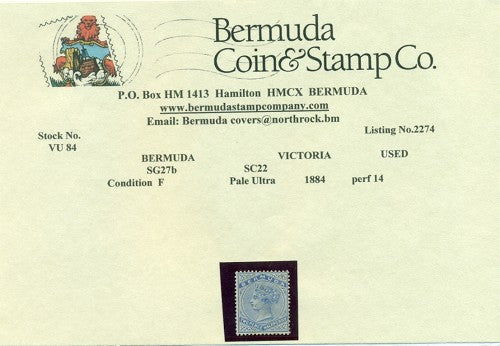 Bermuda
Coin&Stamp Co.
P.O. Box HM 1413 Hamilton HMCX BERMUDA
www.bermudastampcompany.com
Email: Bermuda covers@northrock.bm
Stock No. Listing No.2274
VU 84
BERMUDA VICTORIA USED
SG27b SC22
Condition F Pale Ultra 1884 perf 14
BERMUDA